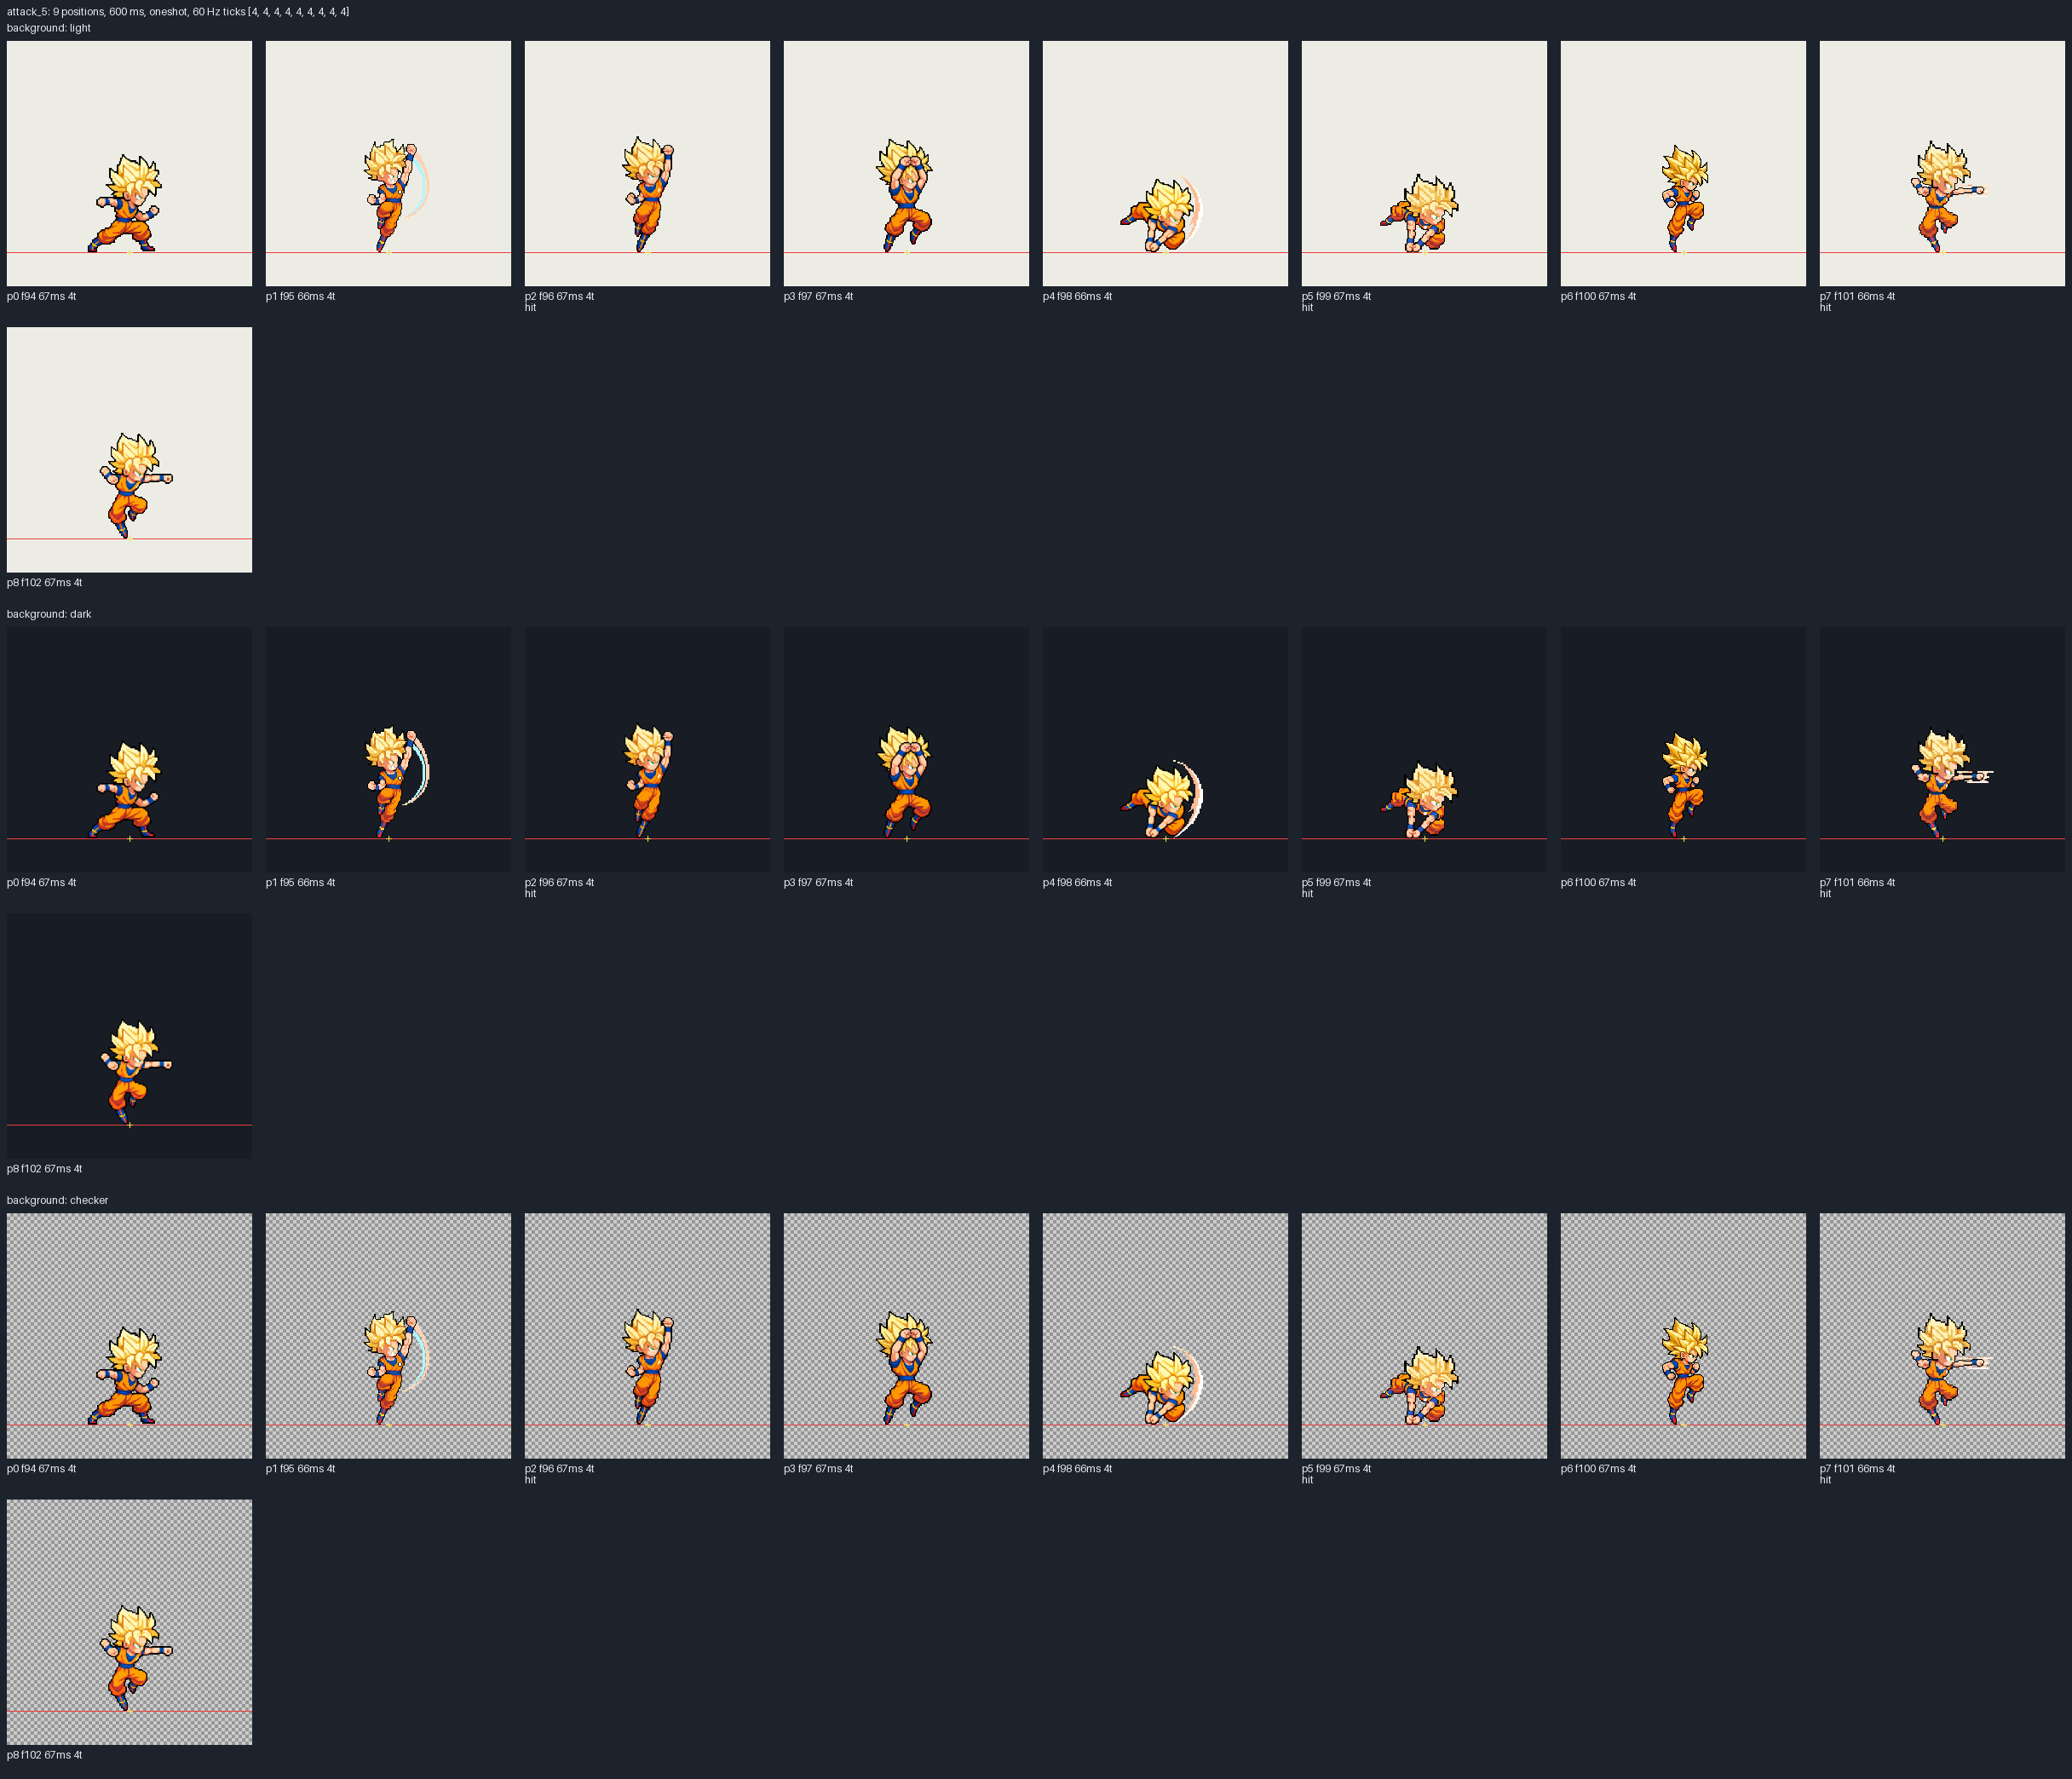 attack_5: 9 positions, 600 ms, oneshot, 60 Hz ticks [4, 4, 4, 4, 4, 4, 4, 4, 4]
background: light
p0 f94 67ms 4t
p1 f95 66ms 4t
p2 f96 67ms 4t
hit
p3 f97 67ms 4t
p4 f98 66ms 4t
p5 f99 67ms 4t
hit
p6 f100 67ms 4t
p7 f101 66ms 4t
hit
p8 f102 67ms 4t
background: dark
p0 f94 67ms 4t
p1 f95 66ms 4t
p2 f96 67ms 4t
hit
p3 f97 67ms 4t
p4 f98 66ms 4t
p5 f99 67ms 4t
hit
p6 f100 67ms 4t
p7 f101 66ms 4t
hit
p8 f102 67ms 4t
background: checker
p0 f94 67ms 4t
p1 f95 66ms 4t
p2 f96 67ms 4t
hit
p3 f97 67ms 4t
p4 f98 66ms 4t
p5 f99 67ms 4t
hit
p6 f100 67ms 4t
p7 f101 66ms 4t
hit
p8 f102 67ms 4t